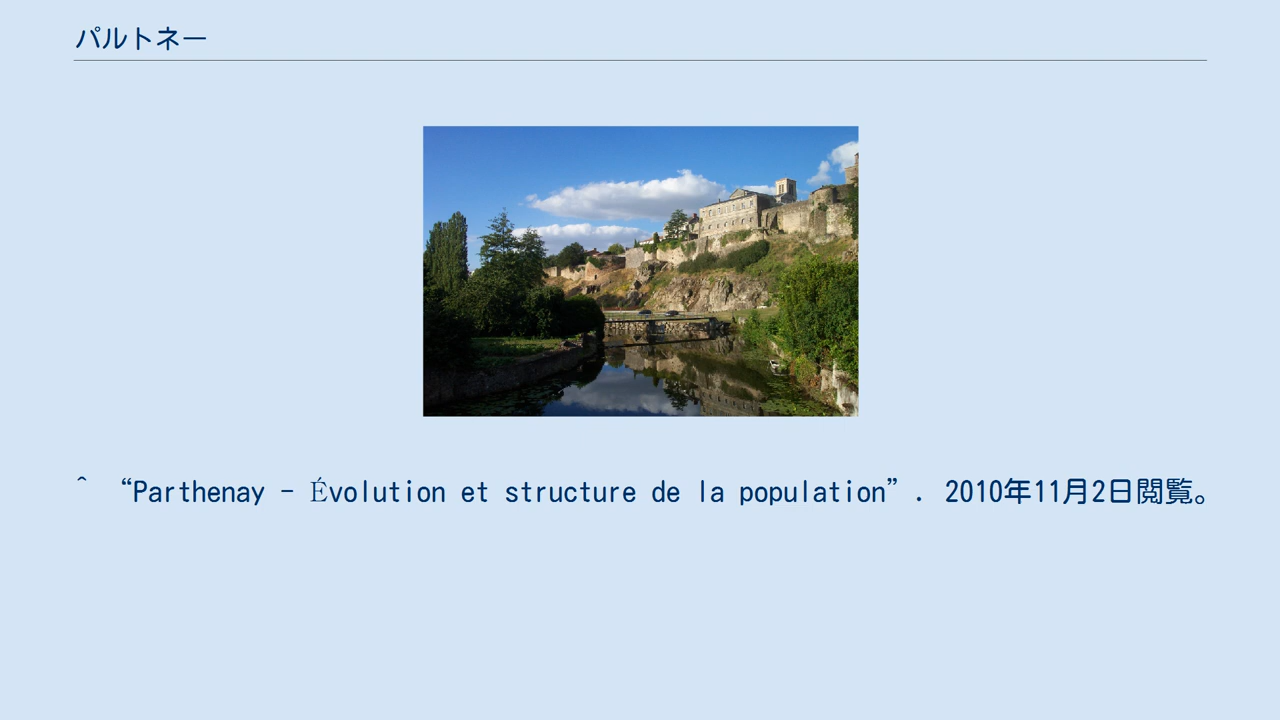 パルトネー
^ “Parthenay - Évolution et structure de la population”. 2010年11月2日閲覧。